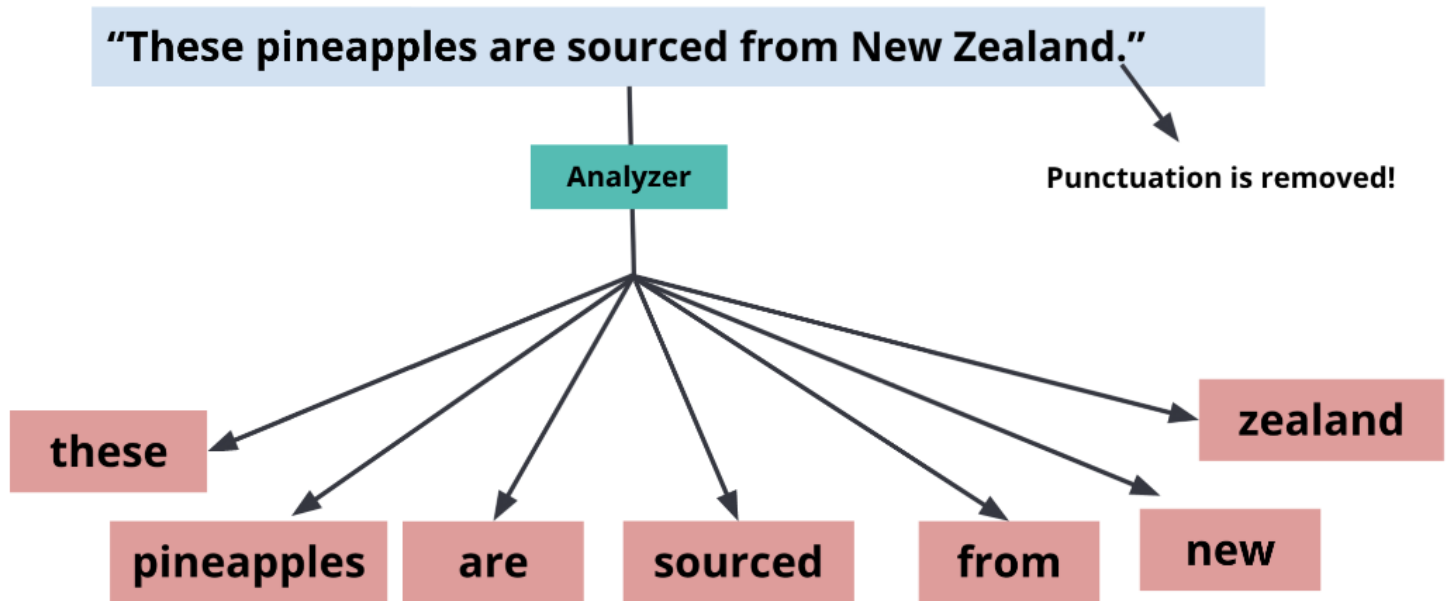 “These pineapples are sourced from New Zealand.”
Analyzer
Punctuation is removed!
these
pineapples
are
sourced
from
new
zealand